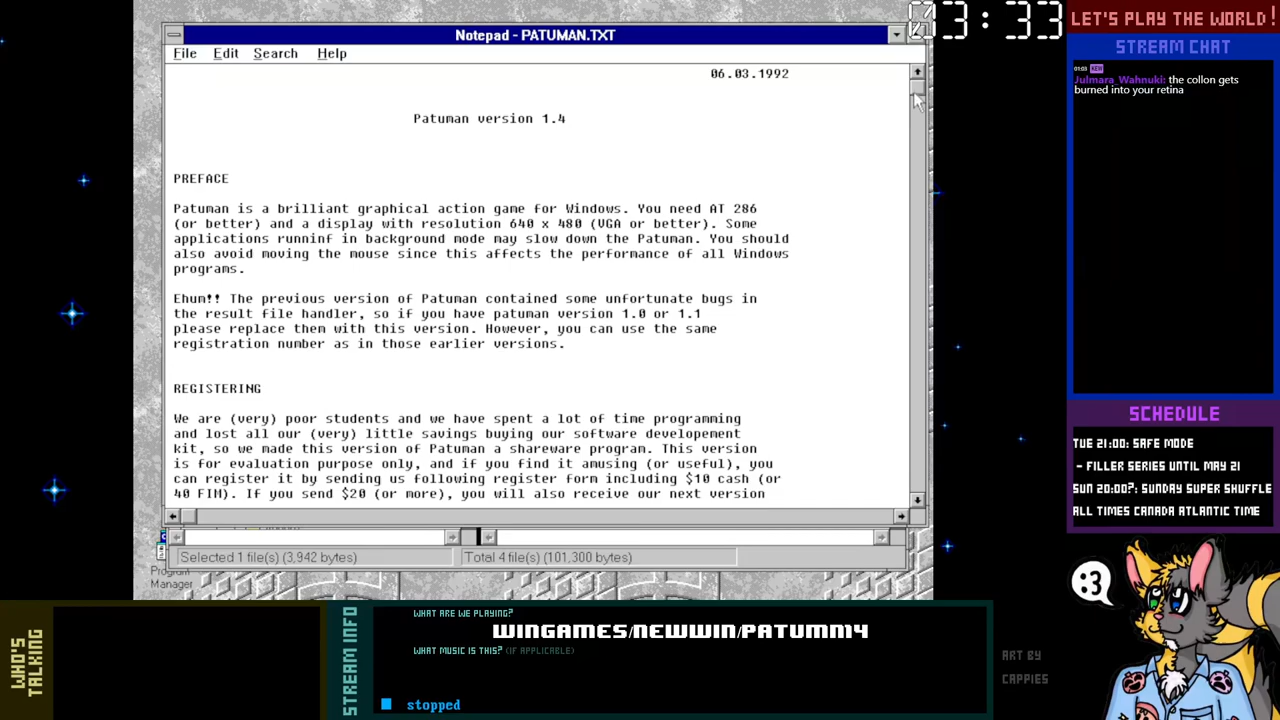 Notepad - PATUMAN.TXT
File Edit Search Help
06.03.1992
Patuman version 1.4
PREFACE
Patuman is a brilliant graphical action game for Windows. You need AT 286
(or better) and a display with resolution 640 x 480 (VGA or better). Some
applications runninf in background mode may slow down the Patuman. You should
also avoid moving the mouse since this affects the performance of all Windows
programs.
Ehum!! The previous version of Patuman contained some unfortunate bugs in
the result file handler, so if you have patuman version 1.0 or 1.1
please replace them with this version. However, you can use the same
registration number as in those earlier versions.
REGISTERING
We are (very) poor students and we have spent a lot of time programming
and lost all our (very) little savings buying our software developement
kit, so we made this version of Patuman a shareware program. This version
is for evaluation purpose only, and if you find it amusing (or useful), you
can register it by sending us following register form including $10 cash (or
40 FIM). If you send $20 (or more), you will also receive our next version
Selected 1 file(s) (3,942 bytes)
Total 4 file(s) (101,300 bytes)
Program
Manager
03:33
LET'S PLAY THE WORLD!
STREAM CHAT
01:03 NEW
Julmara_Wahnuki: the collon gets
burned into your retina
SCHEDULE
TUE 21:00: SAFE MODE
- FILLER SERIES UNTIL MAY 21
SUN 20:00?: SUNDAY SUPER SHUFFLE
ALL TIMES CANADA ATLANTIC TIME
:3
WHO'S
TALKING
STREAM INFO
WHAT ARE WE PLAYING?
WINGAMES/NEWWIN/PATUMN14
WHAT MUSIC IS THIS? (IF APPLICABLE)
stopped
ART BY
CAPPIES